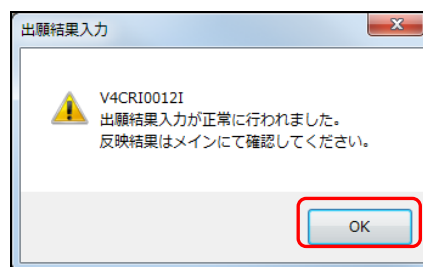 出願結果入力
V4CRI0012I
出願結果入力が正常に行われました。
反映結果はメインにて確認してください。
OK